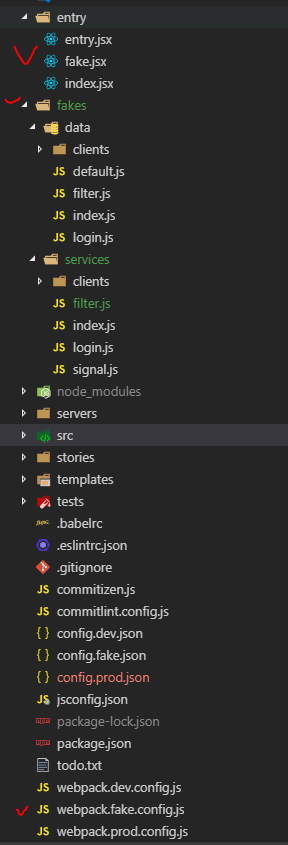 entry
entry.jsx
fake.jsx
index.jsx
fakes
data
clients
JS default.js
JS filter.js
JS index.js
JS login.js
services
clients
JS filter.js
JS index.js
JS login.js
JS signal.js
node_modules
servers
src
stories
templates
tests
.babelrc
.eslintrc.json
.gitignore
JS commitizen.js
JS commitlint.config.js
{ } config.dev.json
{ } config.fake.json
{ } config.prod.json
jsconfig.json
npm package-lock.json
npm package.json
todo.txt
JS webpack.dev.config.js
JS webpack.fake.config.js
JS webpack.prod.config.js